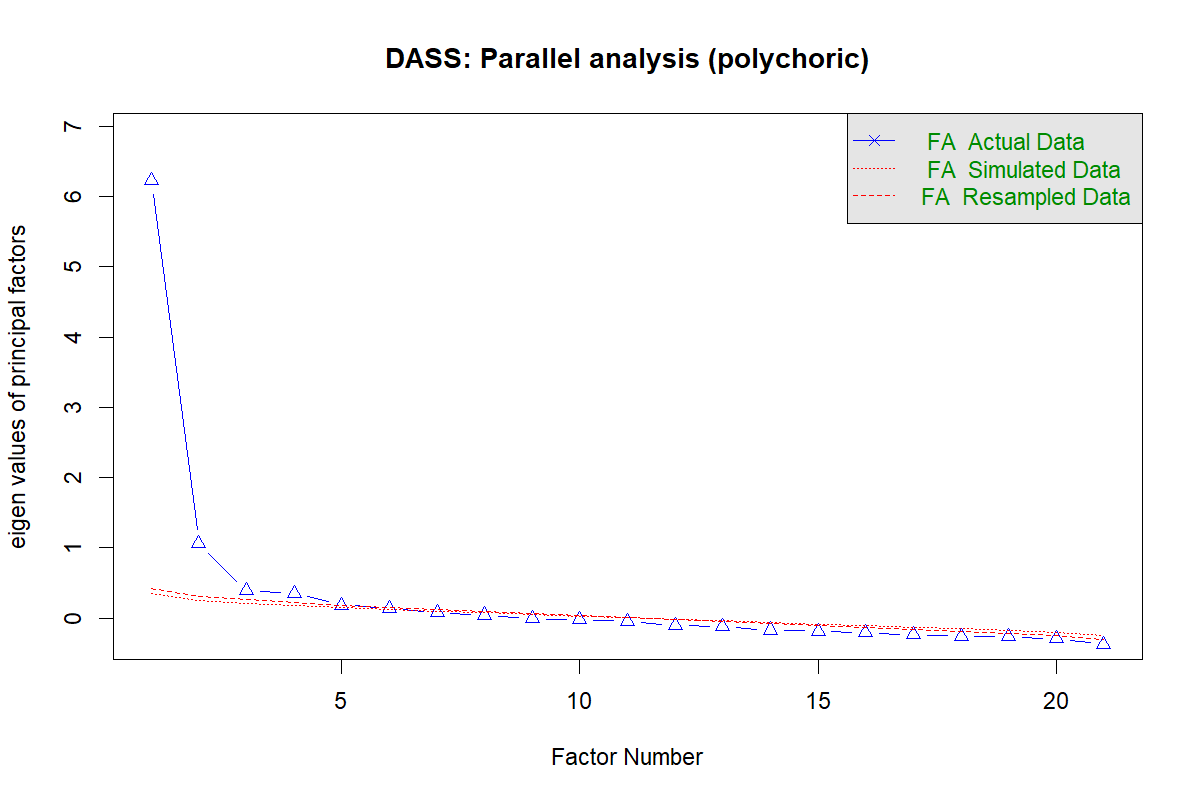 DASS: Parallel analysis (polychoric)
eigen values of principal factors
7
6
5
4
3
2
1
0
FA  Actual Data
FA  Simulated Data
FA  Resampled Data
5
10
15
20
Factor Number